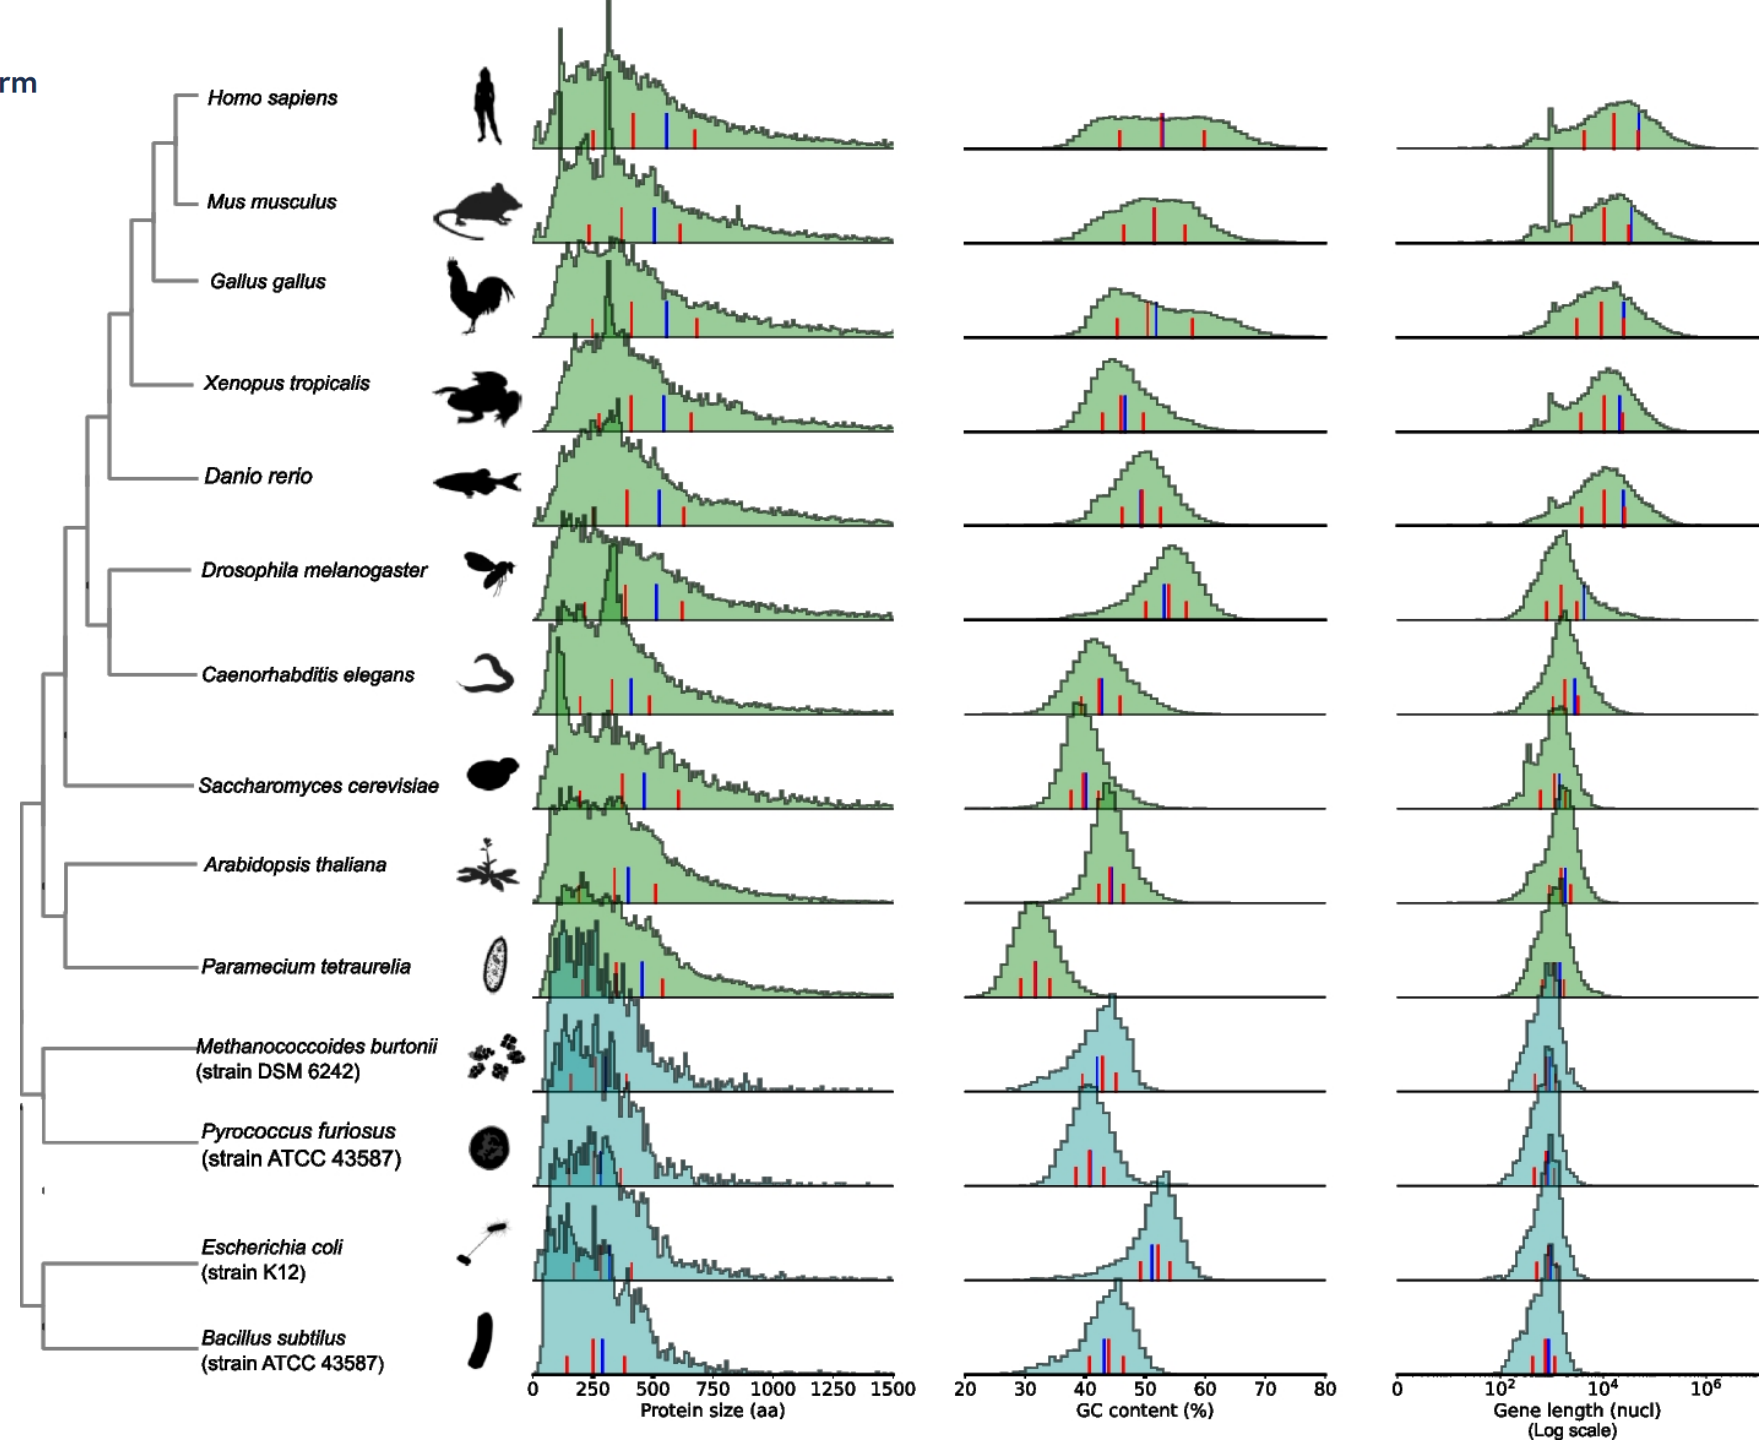 rm
Homo sapiens
Mus musculus
Gallus gallus
Xenopus tropicalis
Danio rerio
Drosophila melanogaster
Caenorhabditis elegans
Saccharomyces cerevisiae
Arabidopsis thaliana
Paramecium tetraurelia
Methanococcoides burtonii
(strain DSM 6242)
Pyrococcus furiosus
(strain ATCC 43587)
Escherichia coli
(strain K12)
Bacillus subtilus
(strain ATCC 43587)
0 250 500 750 1000 1250 1500
Protein size (aa)
20 30 40 50 60 70 80
GC content (%)
0 10² 10⁴ 10⁶
Gene length (nucl)
(Log scale)